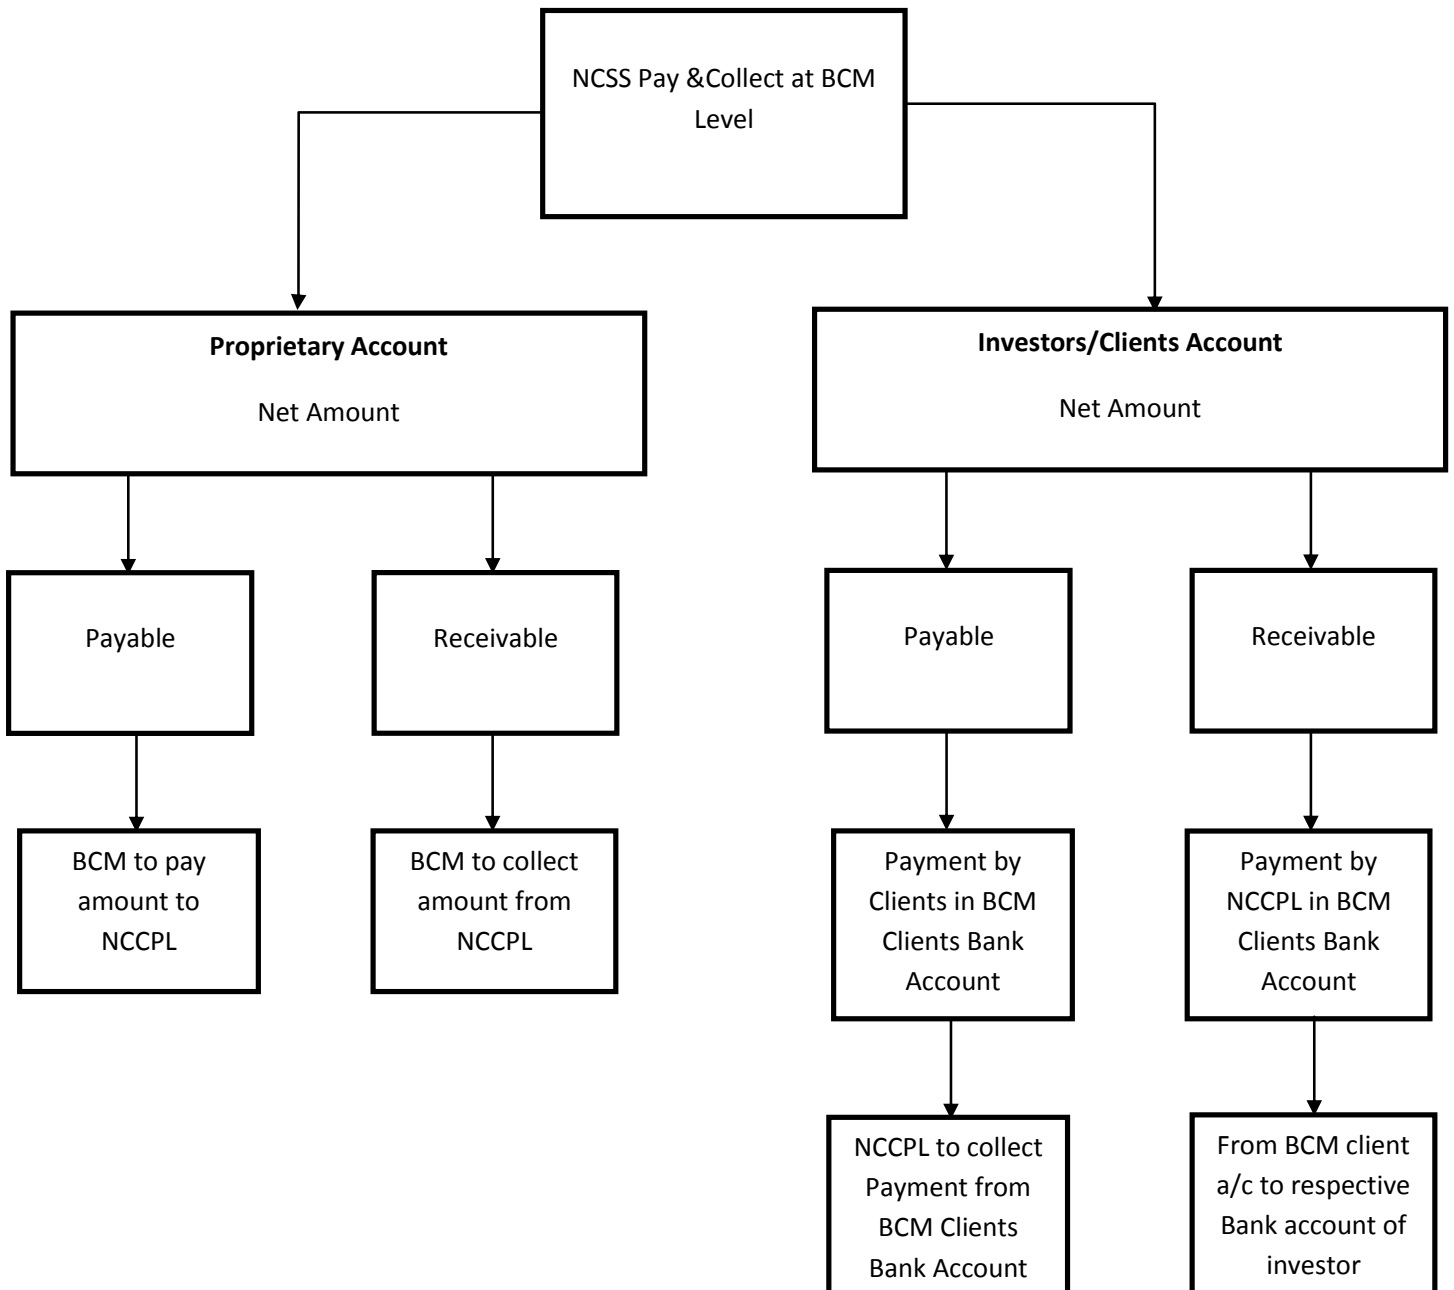 NCSS Pay &Collect at BCM
Level
Proprietary Account
Net Amount
Investors/Clients Account
Net Amount
Payable
Receivable
Payable
Receivable
BCM to pay
amount to
NCCPL
BCM to collect
amount from
NCCPL
Payment by
Clients in BCM
Clients Bank
Account
Payment by
NCCPL in BCM
Clients Bank
Account
NCCPL to collect
Payment from
BCM Clients
Bank Account
From BCM client
a/c to respective
Bank account of
investor